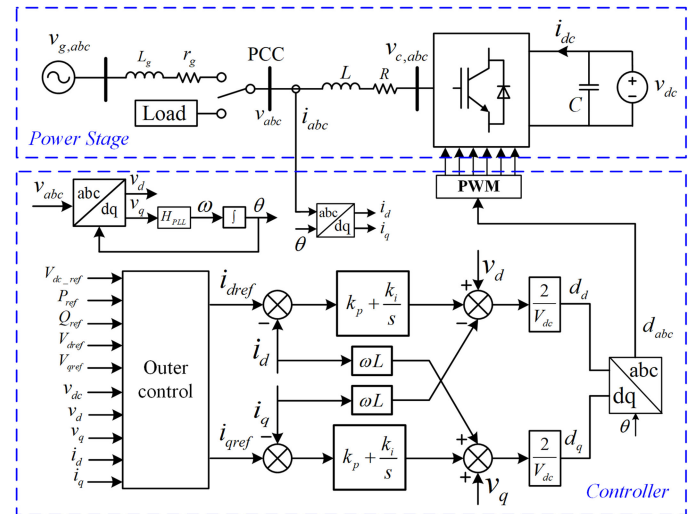 v_{g,abc}
L_g
r_g
PCC
L
R
v_{c,abc}
i_{dc}
C
v_{dc}
Load
v_{abc}
i_{abc}
Power Stage
PWM
v_{abc}
abc
dq
v_d
v_q
H_{PLL}
ω
∫
θ
abc
dq
θ
i_d
i_q
V_{dc_ref}
P_{ref}
Q_{ref}
V_{dref}
V_{qref}
v_{dc}
v_d
v_q
i_d
i_q
Outer
control
i_{dref}
−
i_d
k_p + k_i/s
+
v_d
−
2/V_{dc}
d_d
d_{abc}
ωL
ωL
i_q
−
i_{qref}
k_p + k_i/s
+
+
v_q
2/V_{dc}
d_q
abc
dq
θ
Controller